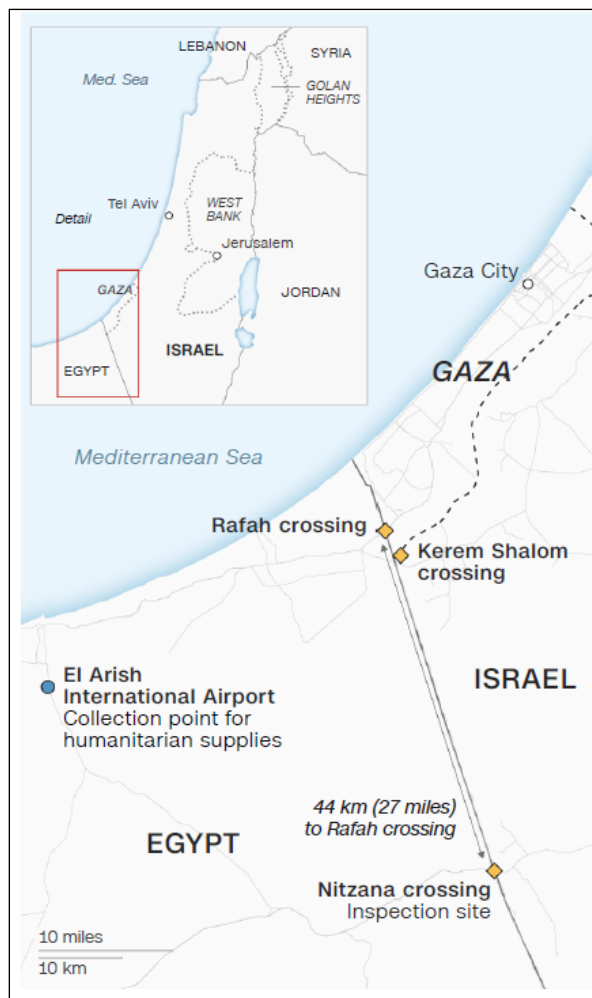 LEBANON
SYRIA
Med. Sea
GOLAN
HEIGHTS
Tel Aviv
WEST
BANK
Detail
Jerusalem
GAZA
JORDAN
ISRAEL
EGYPT
Gaza City
GAZA
Mediterranean Sea
Rafah crossing
Kerem Shalom
crossing
El Arish
International Airport
Collection point for
humanitarian supplies
ISRAEL
44 km (27 miles)
to Rafah crossing
EGYPT
Nitzana crossing
Inspection site
10 miles
10 km